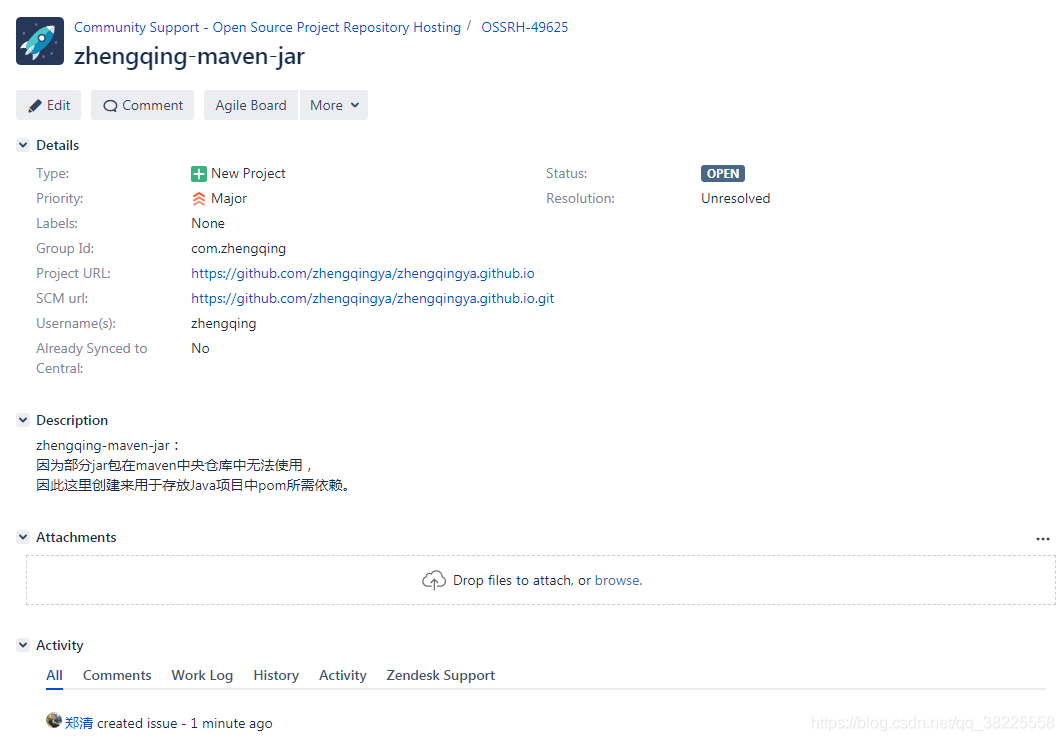 Community Support - Open Source Project Repository Hosting / OSSRH-49625
zhengqing-maven-jar
Edit Comment Agile Board More
Details
Type: New Project Status: OPEN
Priority: Major Resolution: Unresolved
Labels: None
Group Id: com.zhengqing
Project URL: https://github.com/zhengqingya/zhengqingya.github.io
SCM url: https://github.com/zhengqingya/zhengqingya.github.io.git
Username(s): zhengqing
Already Synced to No
Central:
Description
zhengqing-maven-jar：
因为部分jar包在maven中央仓库中无法使用，
因此这里创建来用于存放Java项目中pom所需依赖。
Attachments
Drop files to attach, or browse.
Activity
All Comments Work Log History Activity Zendesk Support
郑清 created issue - 1 minute ago
https://blog.csdn.net/qq_38225558